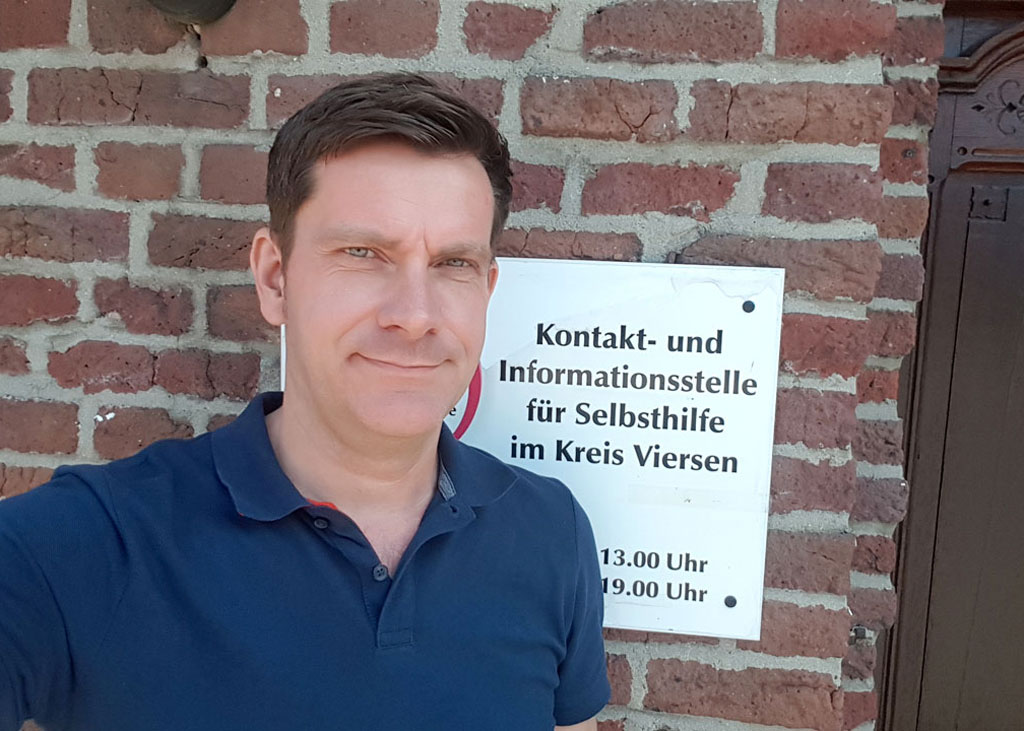 Kontakt- und
Informationsstelle
für Selbsthilfe
im Kreis Viersen
13.00 Uhr
19.00 Uhr